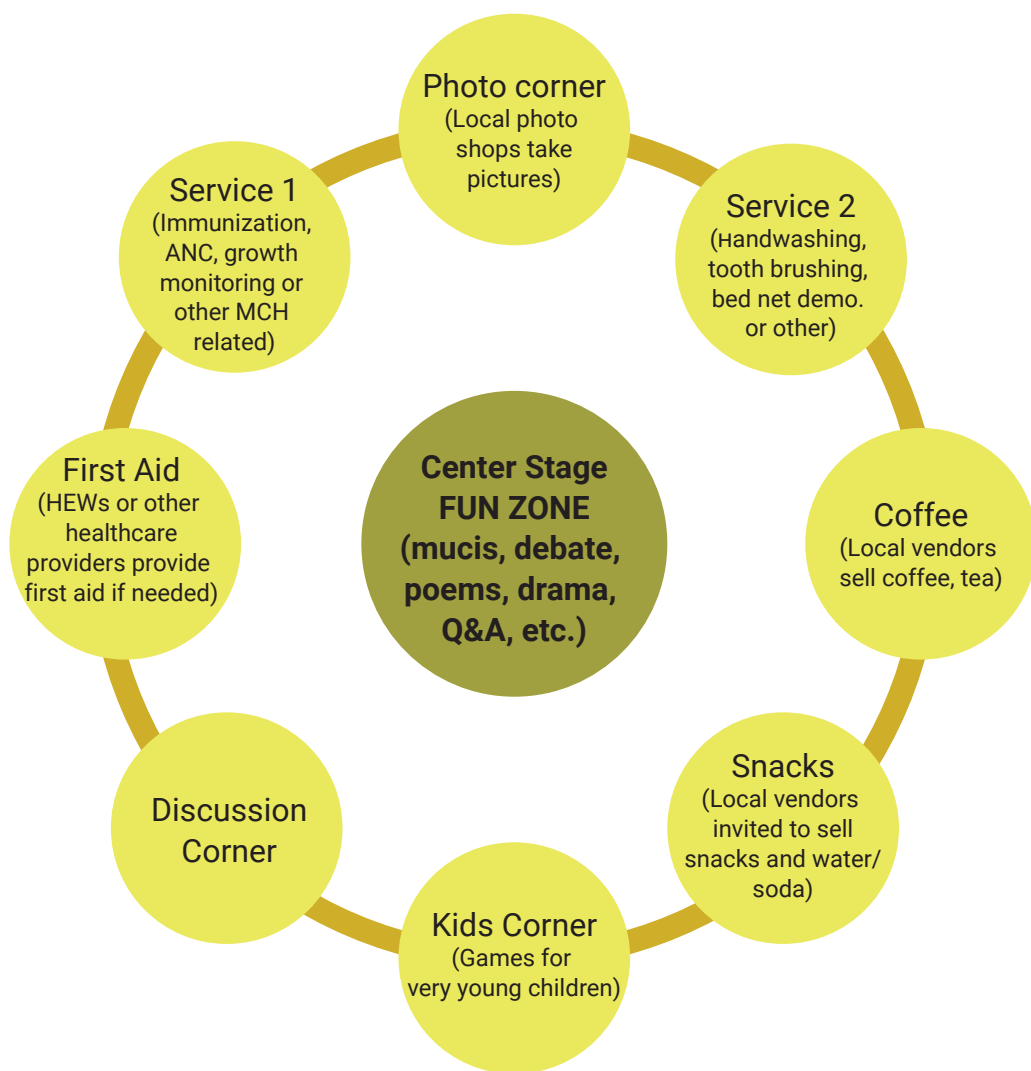 Photo corner
(Local photo
shops take
pictures)
Service 1
(Immunization,
ANC, growth
monitoring or
other MCH
related)
Service 2
(Handwashing,
tooth brushing,
bed net demo.
or other)
First Aid
(HEWs or other
healthcare
providers provide
first aid if needed)
Center Stage
FUN ZONE
(mucis, debate,
poems, drama,
Q&A, etc.)
Coffee
(Local vendors
sell coffee, tea)
Discussion
Corner
Snacks
(Local vendors
invited to sell
snacks and water/
soda)
Kids Corner
(Games for
very young children)